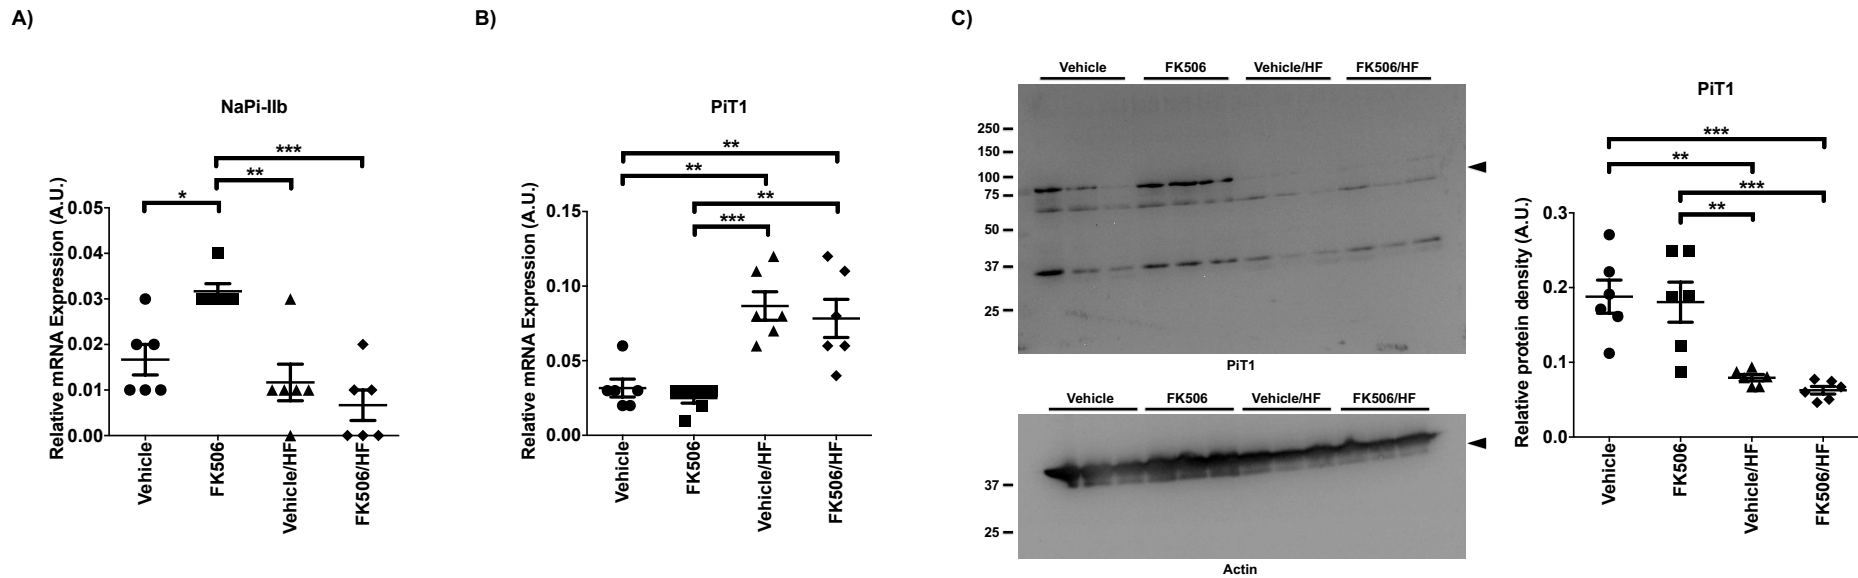 A)
NaPi-IIb
Relative mRNA Expression (A.U.)
0.05
0.04
0.03
0.02
0.01
0.00
*
**
***
Vehicle
FK506
Vehicle/HF
FK506/HF
B)
PiT1
Relative mRNA Expression (A.U.)
0.15
0.10
0.05
0.00
**
**
**
***
Vehicle
FK506
Vehicle/HF
FK506/HF
C)
Vehicle FK506 Vehicle/HF FK506/HF
250
150
100
75
50
37
25
PiT1
Vehicle FK506 Vehicle/HF FK506/HF
37
25
Actin
PiT1
Relative protein density (A.U.)
0.3
0.2
0.1
0.0
***
**
***
**
Vehicle
FK506
Vehicle/HF
FK506/HF